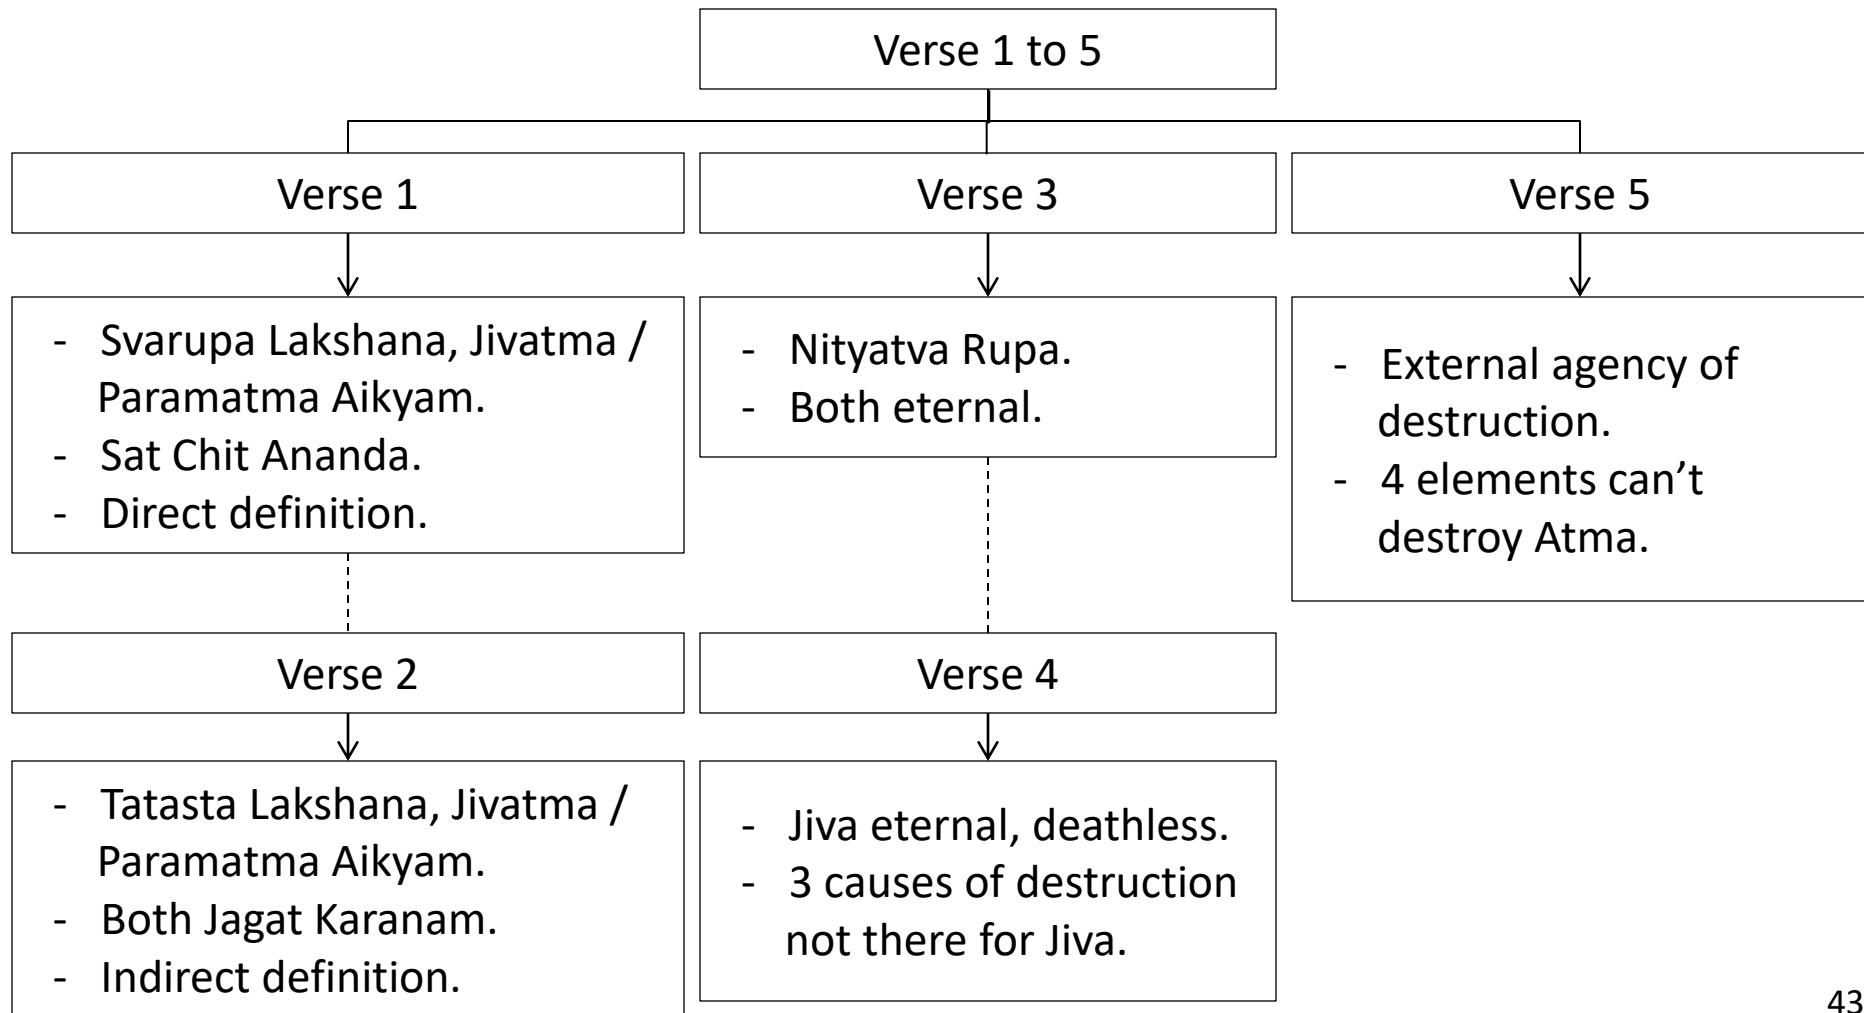 Verse 1 to 5
Verse 1
- Svarupa Lakshana, Jivatma /
Paramatma Aikyam.
- Sat Chit Ananda.
- Direct definition.
Verse 2
- Tatasta Lakshana, Jivatma /
Paramatma Aikyam.
- Both Jagat Karanam.
- Indirect definition.
Verse 3
- Nityatva Rupa.
- Both eternal.
Verse 4
- Jiva eternal, deathless.
- 3 causes of destruction
not there for Jiva.
Verse 5
- External agency of
destruction.
- 4 elements can’t
destroy Atma.
43